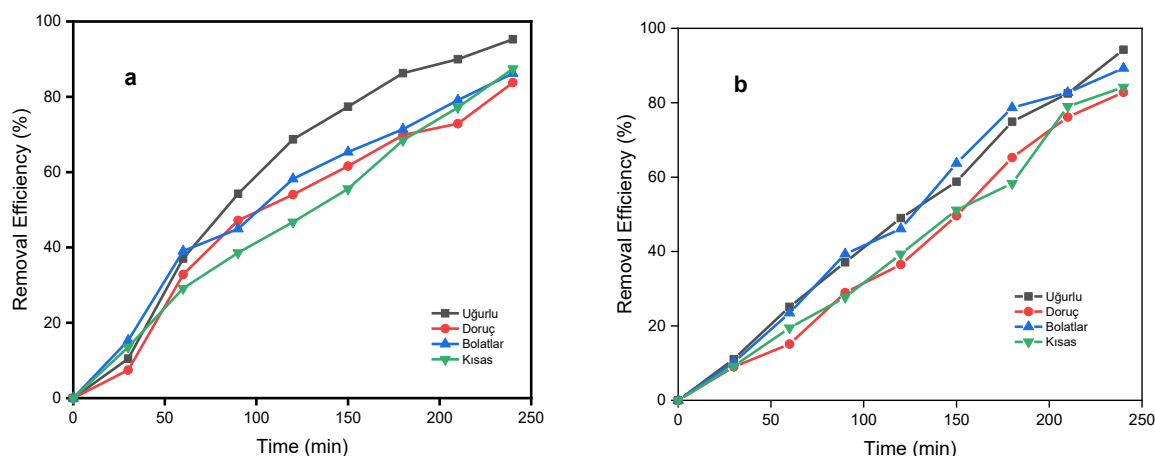 100
80
60
40
20
0
Removal Efficiency (%)
a
Uğurlu
Doruç
Bolatlar
Kısas
0 50 100 150 200 250
Time (min)
100
80
60
40
20
0
Removal Efficiency (%)
b
Uğurlu
Doruç
Bolatlar
Kısas
0 50 100 150 200 250
Time (min)